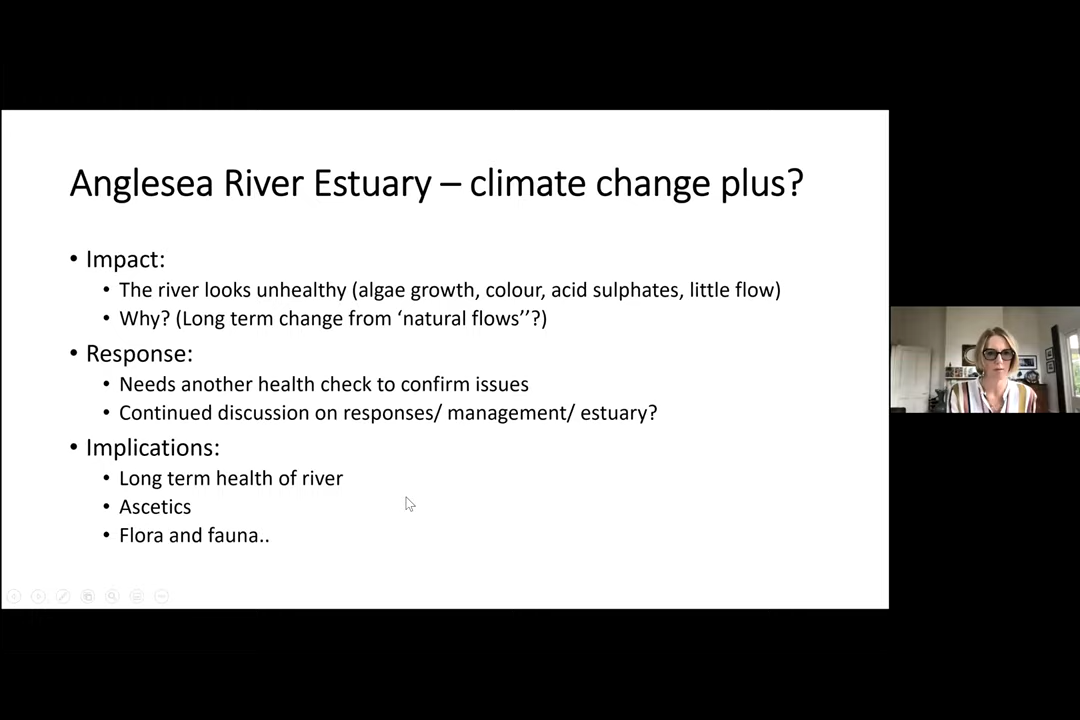 Anglesea River Estuary – climate change plus?
• Impact:
• The river looks unhealthy (algae growth, colour, acid sulphates, little flow)
• Why? (Long term change from ‘natural flows’’?)
• Response:
• Needs another health check to confirm issues
• Continued discussion on responses/ management/ estuary?
• Implications:
• Long term health of river
• Ascetics
• Flora and fauna..